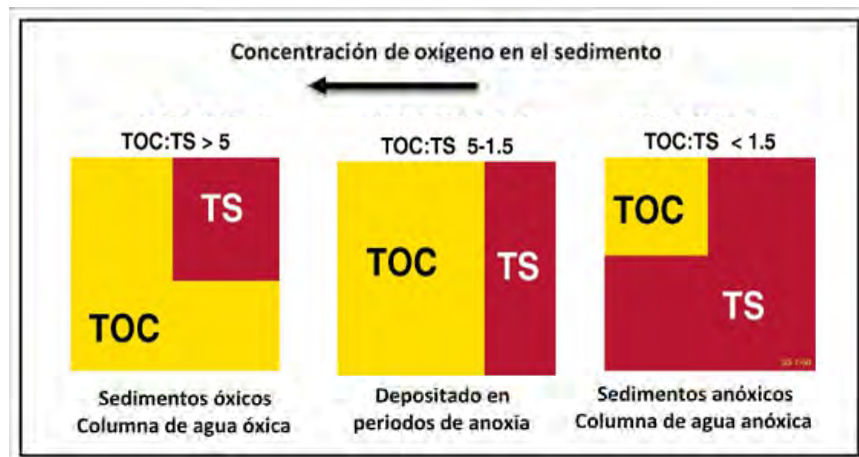 Concentración de oxígeno en el sedimento
TOC:TS > 5
TOC:TS 5-1.5
TOC:TS < 1.5
TS
TOC
TOC
TS
TOC
TS
Sedimentos óxicos
Columna de agua óxica
Depositado en
periodos de anoxia
Sedimentos anóxicos
Columna de agua anóxica